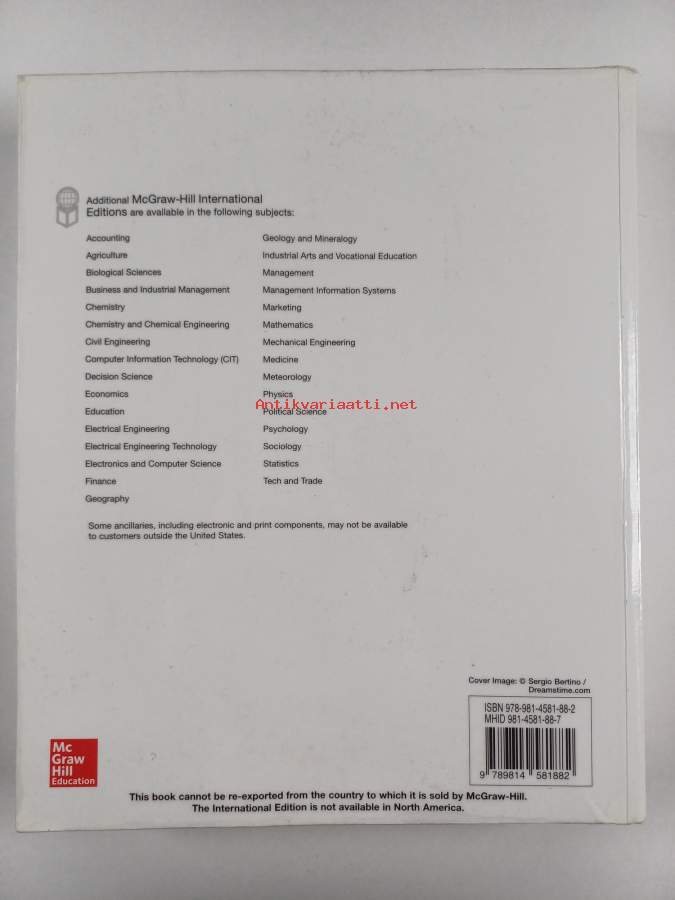 Additional McGraw-Hill International
Editions are available in the following subjects:
Accounting
Agriculture
Biological Sciences
Business and Industrial Management
Chemistry
Chemistry and Chemical Engineering
Civil Engineering
Computer Information Technology (CIT)
Decision Science
Economics
Education
Electrical Engineering
Electrical Engineering Technology
Electronics and Computer Science
Finance
Geography
Geology and Mineralogy
Industrial Arts and Vocational Education
Management
Management Information Systems
Marketing
Mathematics
Mechanical Engineering
Medicine
Meteorology
Physics
Antikvariaatti.net
Political Science
Psychology
Sociology
Statistics
Tech and Trade
Some ancillaries, including electronic and print components, may not be available
to customers outside the United States.
Cover Image: © Sergio Bertino /
Dreamstime.com
ISBN 978-981-4581-88-2
MHID 981-4581-88-7
9 789814 581882
Mc
Graw
Hill
Education
This book cannot be re-exported from the country to which it is sold by McGraw-Hill.
The International Edition is not available in North America.